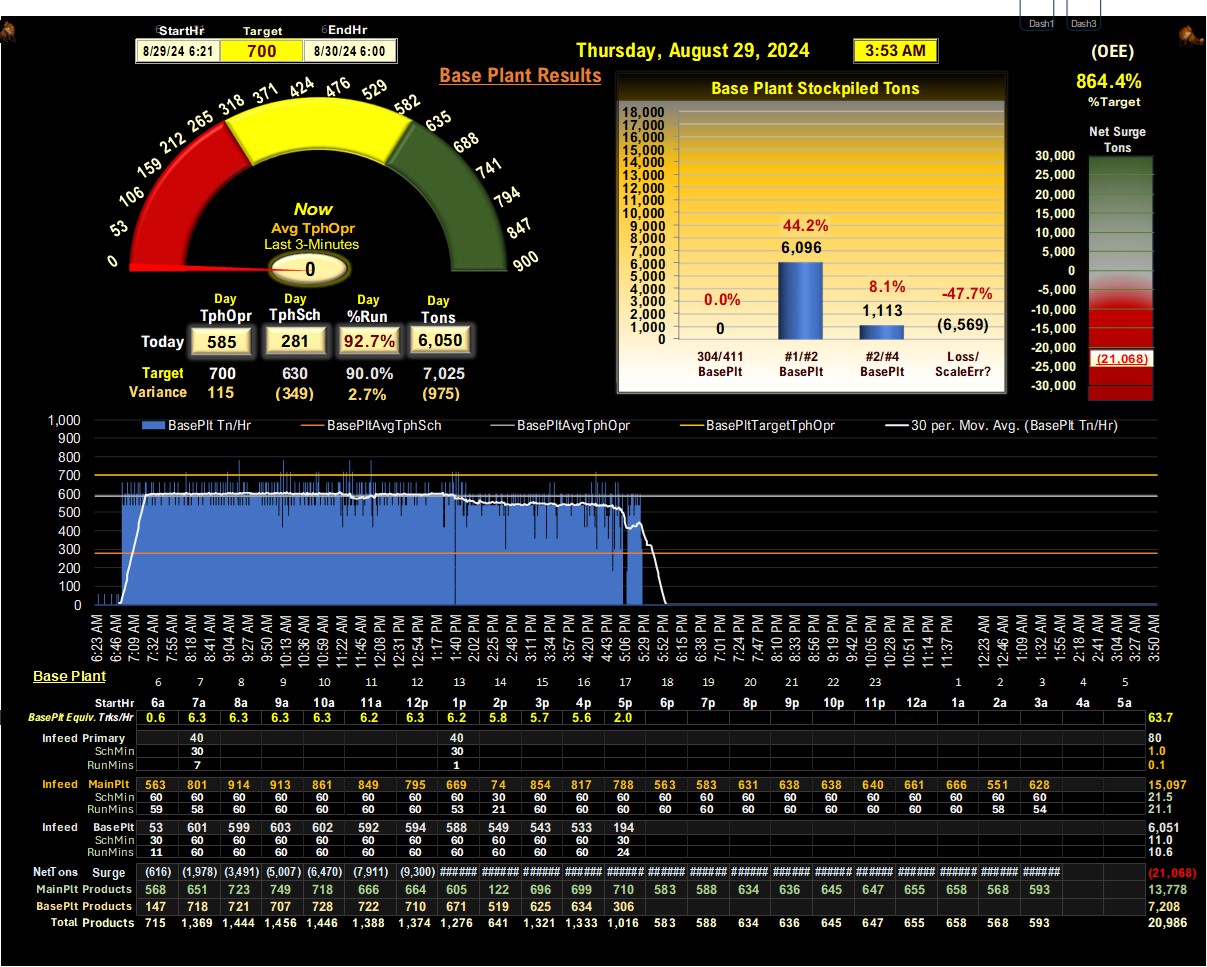 Dash1 Dash3
StartHr Target EndHr
8/29/24 6:21 700 8/30/24 6:00
Thursday, August 29, 2024 3:53 AM
(OEE)
864.4%
%Target
Base Plant Results
0 53 106 159 212 265 318 371 424 476 529 582 635 688 741 794 847 900
Now
Avg TphOpr
Last 3-Minutes
0
Day Day Day Day
TphOpr TphSch %Run Tons
Today 585 281 92.7% 6,050
Target 700 630 90.0% 7,025
Variance 115 (349) 2.7% (975)
Base Plant Stockpiled Tons
18,000
17,000
16,000
15,000
14,000
13,000
12,000
11,000
10,000
9,000
8,000
7,000
6,000
5,000
4,000
3,000
2,000
1,000
0
0.0% 44.2% 8.1% -47.7%
0 6,096 1,113 (6,569)
304/411 #1/#2 #2/#4 Loss/
BasePlt BasePlt BasePlt ScaleErr?
Net Surge
Tons
30,000
25,000
20,000
15,000
10,000
5,000
0
-5,000
-10,000
-15,000
-20,000
(21,068)
-25,000
-30,000
BasePlt Tn/Hr BasePltAvgTphSch BasePltAvgTphOpr BasePltTargetTphOpr 30 per. Mov. Avg. (BasePlt Tn/Hr)
1,000
900
800
700
600
500
400
300
200
100
0
6:23 AM 6:46 AM 7:09 AM 7:32 AM 7:55 AM 8:18 AM 8:41 AM 9:04 AM 9:27 AM 9:50 AM 10:13 AM 10:36 AM 10:59 AM 11:22 AM 11:45 AM 12:08 PM 12:31 PM 12:54 PM 1:17 PM 1:40 PM 2:02 PM 2:25 PM 2:48 PM 3:11 PM 3:34 PM 3:57 PM 4:20 PM 4:43 PM 5:06 PM 5:29 PM 5:52 PM 6:15 PM 6:38 PM 7:01 PM 7:24 PM 7:47 PM 8:10 PM 8:33 PM 8:56 PM 9:19 PM 9:42 PM 10:05 PM 10:28 PM 10:51 PM 11:14 PM 11:37 PM 12:23 AM 12:46 AM 1:09 AM 1:32 AM 1:55 AM 2:18 AM 2:41 AM 3:04 AM 3:27 AM 3:50 AM
Base Plant
6 7 8 9 10 11 12 13 14 15 16 17 18 19 20 21 22 23 1 2 3 4 5
StartHr 6a 7a 8a 9a 10a 11a 12p 1p 2p 3p 4p 5p 6p 7p 8p 9p 10p 11p 12a 1a 2a 3a 4a 5a
BasePlt Equiv. Trks/Hr 0.6 6.3 6.3 6.3 6.3 6.2 6.3 6.2 5.8 5.7 5.6 2.0 63.7
Infeed Primary 40 40 80
SchMin 30 30 1.0
RunMins 7 1 0.1
Infeed MainPlt 563 801 914 913 861 849 795 669 74 854 817 788 563 583 631 638 638 640 661 666 551 628 15,097
SchMin 60 60 60 60 60 60 60 60 30 60 60 60 60 60 60 60 60 60 60 60 60 60 21.5
RunMins 59 58 60 60 60 60 60 53 21 60 60 60 60 60 60 60 60 60 60 60 58 54 21.1
Infeed BasePlt 53 601 599 603 602 592 594 588 549 543 533 194 6,051
SchMin 30 60 60 60 60 60 60 60 60 60 60 30 11.0
RunMins 11 60 60 60 60 60 60 60 60 60 60 24 10.6
NetTons Surge (616) (1,978) (3,491) (5,007) (6,470) (7,911) (9,300) ###### ###### ###### ###### ###### ###### ###### ###### ###### ###### ###### ###### ###### ###### ###### (21,068)
MainPlt Products 568 651 723 749 718 666 664 605 122 696 699 710 583 588 634 636 645 647 655 658 568 593 13,778
BasePlt Products 147 718 721 707 728 722 710 671 519 625 634 306 7,208
Total Products 715 1,369 1,444 1,456 1,446 1,388 1,374 1,276 641 1,321 1,333 1,016 583 588 634 636 645 647 655 658 568 593 20,986